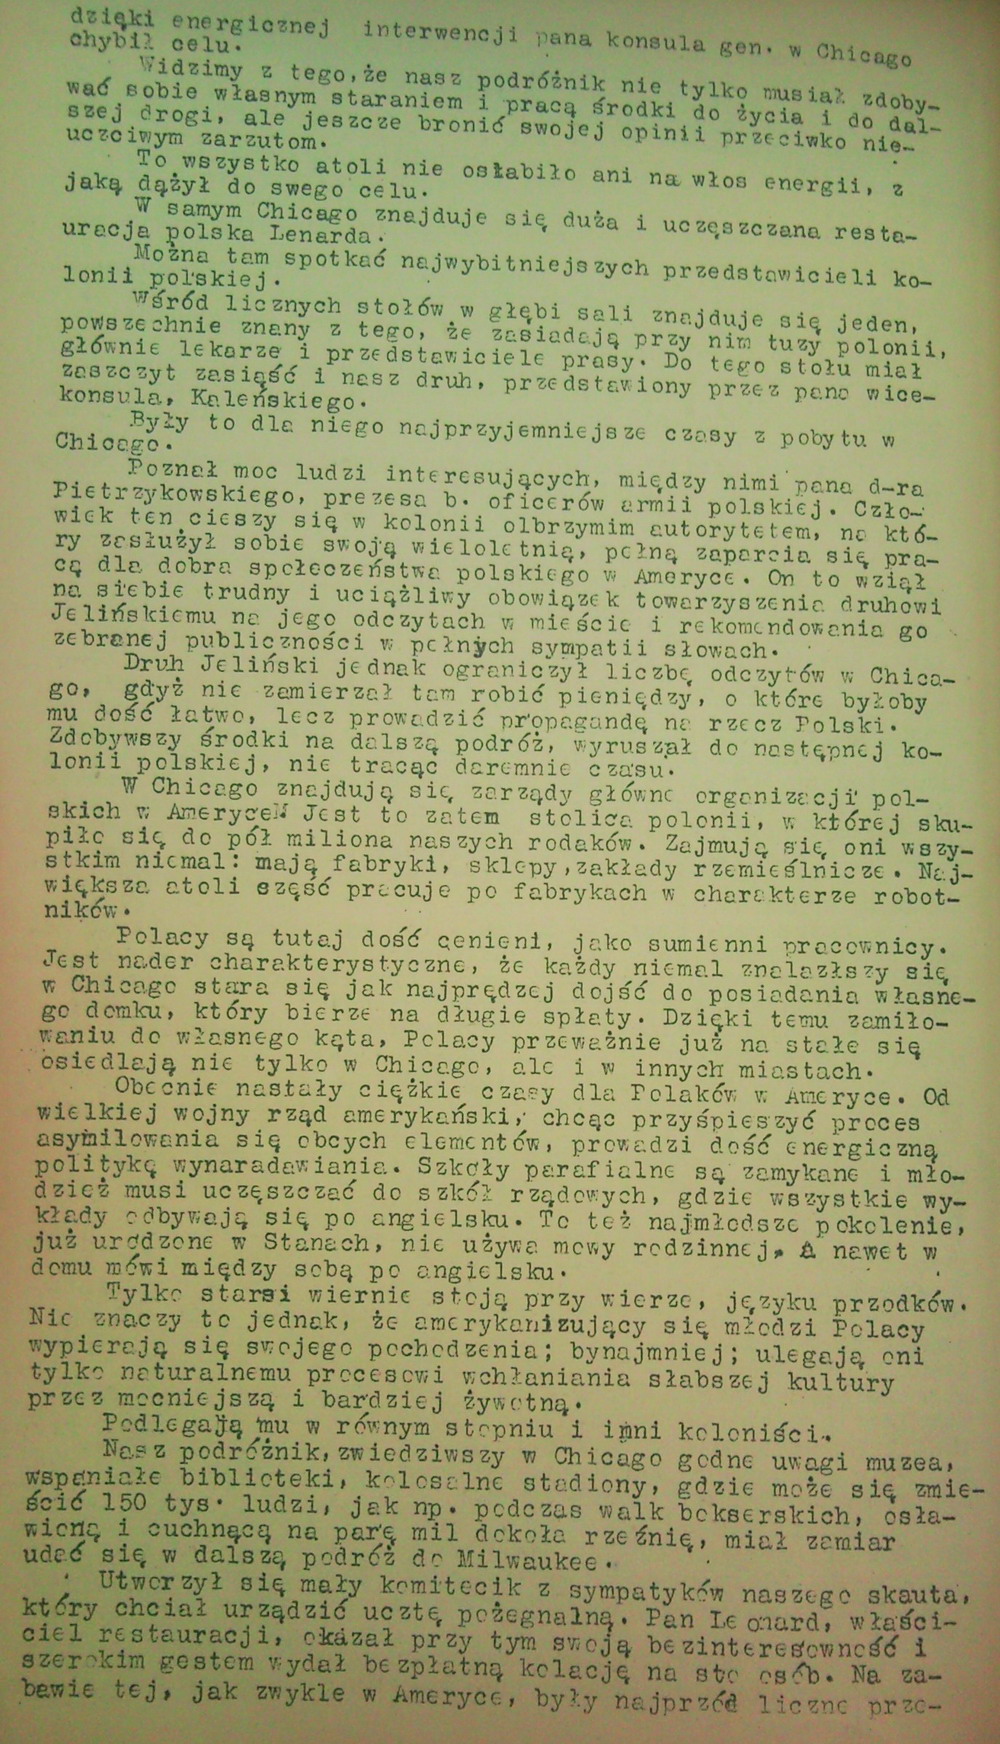 dzięki energicznej interwencji pana konsula gen. w Chicago
chybił celu.
Widzimy z tego, że nasz podróżnik nie tylko musiał zdoby-
wać sobie własnym staraniem i pracą środki do życia i do dal-
szej drogi, ale jeszcze bronić swojej opinii przeciwko nie-
uczciwym zarzutom.
To wszystko atoli nie osłabiło ani na włos energii, z
jaką dążył do swego celu.
W samym Chicago znajduje się duża i uczęszczana resta-
uracja polska Lenarda.
Można tam spotkać najwybitniejszych przedstawicieli ko-
lonii polskiej.
Wśród licznych stołów w głębi sali znajduje się jeden,
powszechnie znany z tego, że zasiadają przy nim tuzy polonii,
głównie lekarze i przedstawiciele prasy. Do tego stołu miał
zaszczyt zasiąść i nasz druh, przedstawiony przez pana wice-
konsula, Kaleńskiego.
Były to dla niego najprzyjemniejsze czasy z pobytu w
Chicago.
Poznał moc ludzi interesujących, między nimi pana d-ra
Pietrzykowskiego, prezesa b. oficerów armii polskiej. Czło-
wiek ten cieszy się w kolonii olbrzymim autorytetem, na któ-
ry zasłużył sobie swoją wieloletnią, pełną zaparcia się pra-
cą dla dobra społeczeństwa polskiego w Ameryce. On to wziął
na siebie trudny i uciążliwy obowiązek towarzyszenia druhowi
Jelińskiemu na jego odczytach w mieście i rekomendowania go
zebranej publiczności w pełnych sympatii słowach.
Druh Jeliński jednak ograniczył liczbę odczytów w Chica-
go, gdyż nie zamierzał tam robić pieniędzy, o które byłoby
mu dość łatwo, lecz prowadzić propagandę na rzecz Polski.
Zdobywszy środki na dalszą podróż, wyruszał do następnej ko-
lonii polskiej, nie tracąc daremnie czasu.
W Chicago znajdują się zarządy główne organizacji pol-
skich w Ameryce. Jest to zatem stolica polonii, w której sku-
piło się do pół miliona naszych rodaków. Zajmują się oni wszy-
stkim niemal: mają fabryki, sklepy, zakłady rzemieślnicze. Naj-
większa atoli część pracuje po fabrykach w charakterze robot-
ników.
Polacy są tutaj dość cenieni, jako sumienni pracownicy.
Jest nader charakterystyczne, że każdy niemal znalazłszy się
w Chicago stara się jak najprędzej dojść do posiadania własne-
go domku, który bierze na długie spłaty. Dzięki temu zamiło-
waniu do własnego kąta, Polacy przeważnie już na stałe się
osiedlają nie tylko w Chicago, ale i w innych miastach.
Obecnie nastały ciężkie czasy dla Polaków w Ameryce. Od
wielkiej wojny rząd amerykański, chcąc przyśpieszyć proces
asymilowania się obcych elementów, prowadzi dość energiczną
politykę wynaradawiania. Szkoły parafialne są zamykane i mło-
dzież musi uczęszczać do szkół rządowych, gdzie wszystkie wy-
kłady odbywają się po angielsku. To też najmłodsze pokolenie,
już urodzone w Stanach, nie używa mowy rodzinnej. A nawet w
domu mówi między sobą po angielsku.
Tylko starsi wiernie stoją przy wierze, języku przodków.
Nie znaczy to jednak, że amerykanizujący się młodzi Polacy
wypierają się swojego pochodzenia; bynajmniej; ulegają oni
tylko naturalnemu procesowi wchłaniania słabszej kultury
przez mocniejszą i bardziej żywotną.
Podlegają mu w równym stopniu i inni koloniści.
Nasz podróżnik, zwiedziwszy w Chicago godne uwagi muzea,
wspaniałe biblioteki, kolosalne stadiony, gdzie może się zmie-
ścić 150 tys. ludzi, jak np. podczas walk bokserskich, osła-
wioną i cuchnącą na parę mil dokoła rzeźnię, miał zamiar
udać się w dalszą podróż do Milwaukee.
Utworzył się mały komitecik z sympatyków naszego skauta,
który chciał urządzić ucztę pożegnalną. Pan Leonard, właści-
ciel restauracji, okazał przy tym swoją bezinteresowność i
szerokim gestem wydał bezpłatną kolację na sto osób. Na za-
bawie tej, jak zwykle w Ameryce, były najprzód liczne prze-